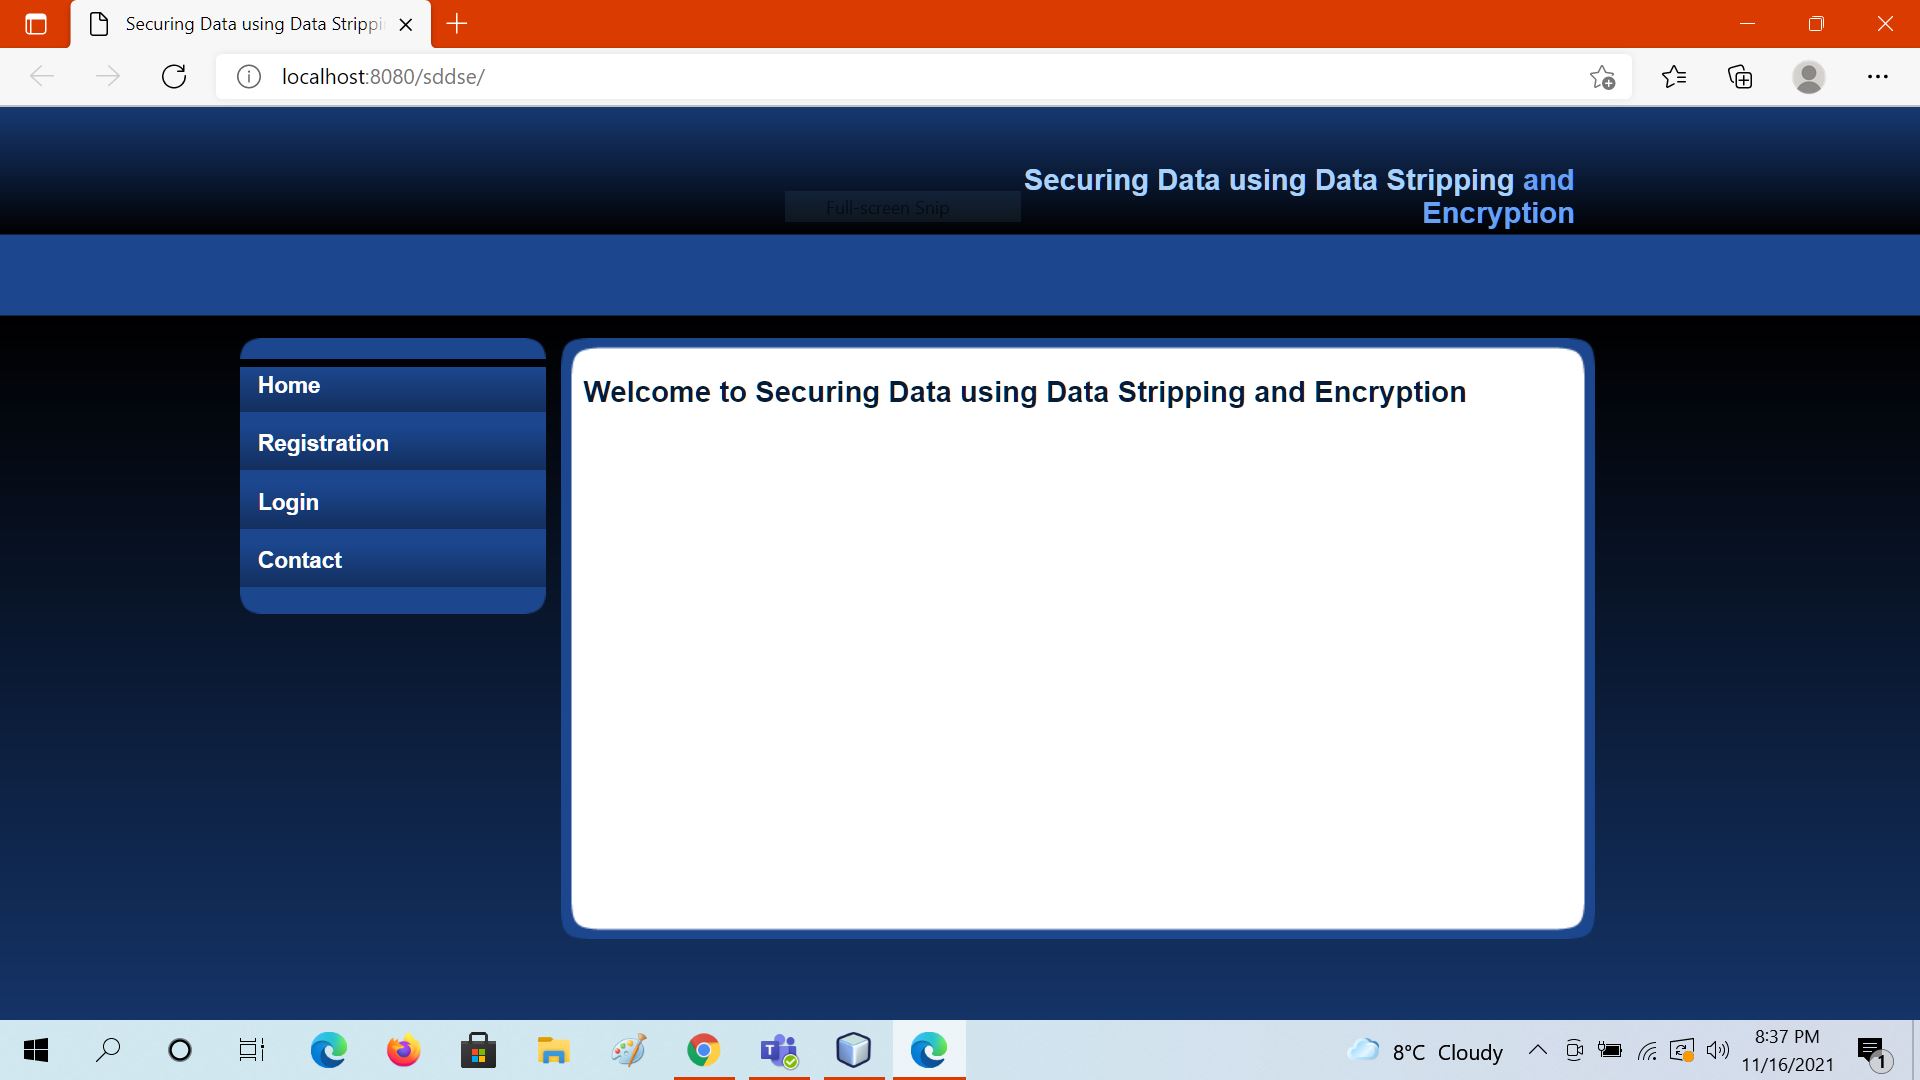 Securing Data using Data Strippi
localhost:8080/sddse/
Securing Data using Data Stripping and
Encryption
Full-screen Snip
Home
Registration
Login
Contact
Welcome to Securing Data using Data Stripping and Encryption
8°C Cloudy
8:37 PM
11/16/2021
1